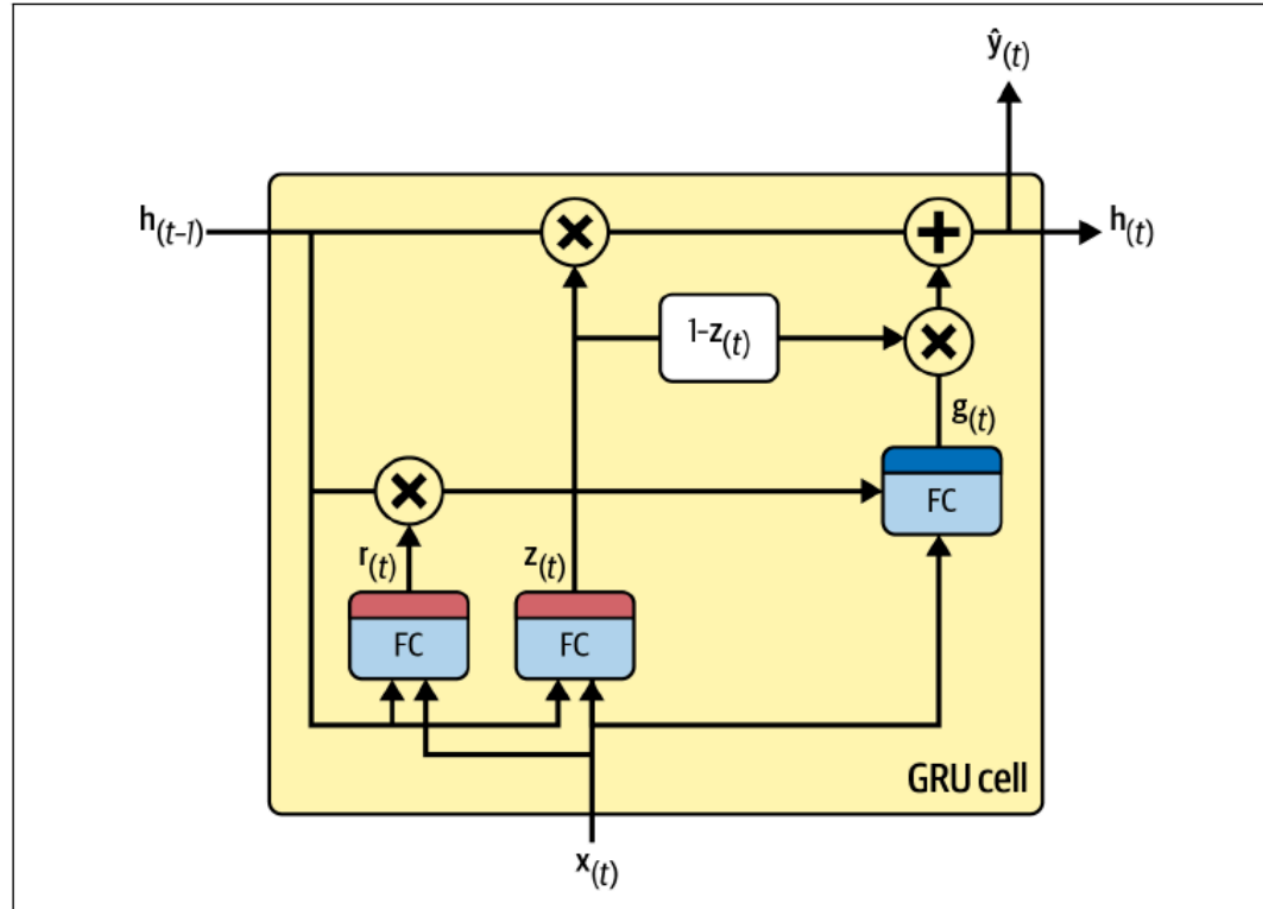 ŷ(t)
h(t-1)
h(t)
1-z(t)
g(t)
FC
r(t)
z(t)
FC
FC
GRU cell
x(t)